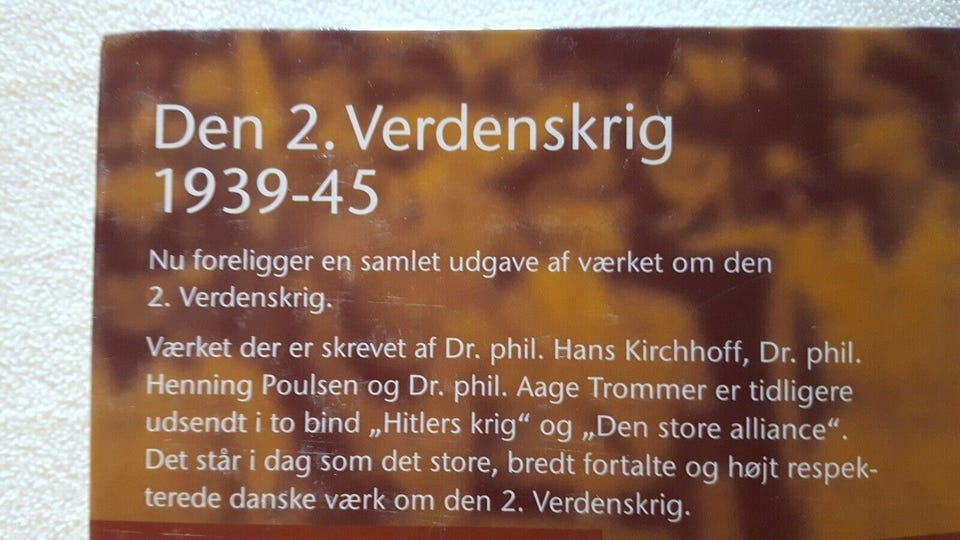 Den 2. Verdenskrig
1939-45
Nu foreligger en samlet udgave af værket om den
2. Verdenskrig.
Værket der er skrevet af Dr. phil. Hans Kirchhoff, Dr. phil.
Henning Poulsen og Dr. phil. Aage Trommer er tidligere
udsendt i to bind „Hitlers krig“ og „Den store alliance“.
Det står i dag som det store, bredt fortalte og højt respek-
terede danske værk om den 2. Verdenskrig.